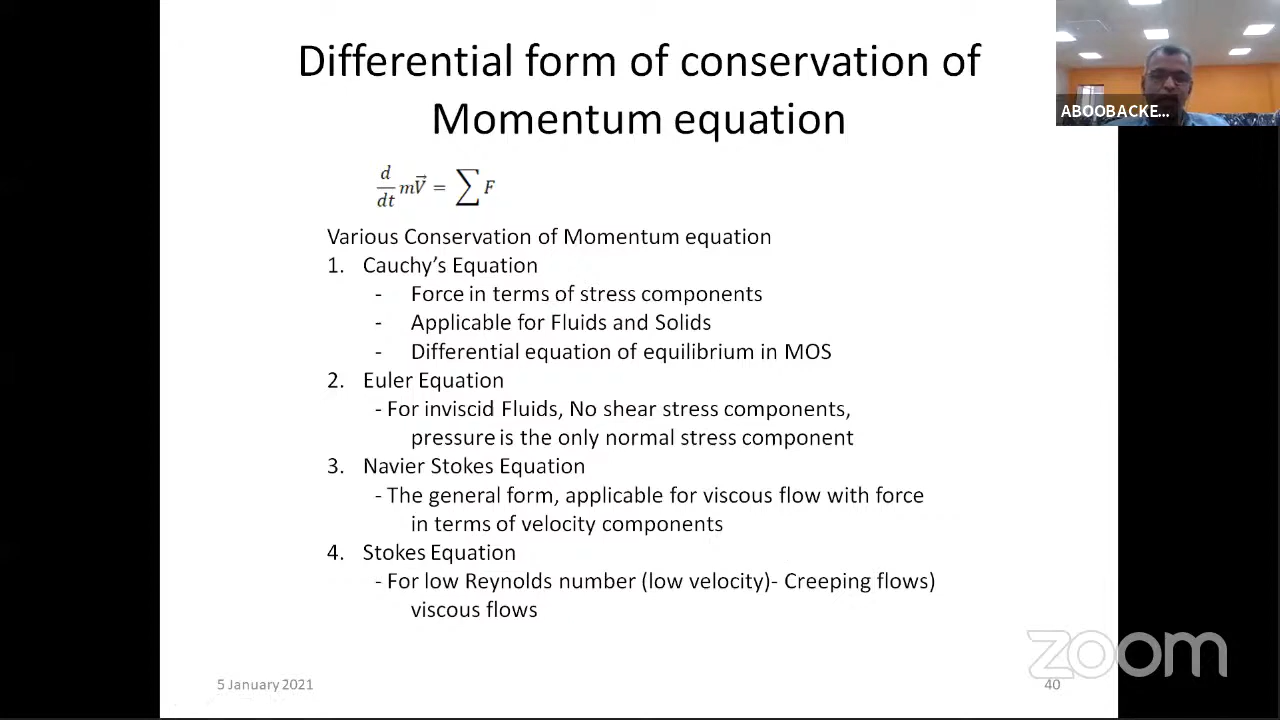 Differential form of conservation of
Momentum equation
ABOOBACKE...
d/dt mV⃗ = ∑ F
Various Conservation of Momentum equation
1. Cauchy’s Equation
- Force in terms of stress components
- Applicable for Fluids and Solids
- Differential equation of equilibrium in MOS
2. Euler Equation
- For inviscid Fluids, No shear stress components,
pressure is the only normal stress component
3. Navier Stokes Equation
- The general form, applicable for viscous flow with force
in terms of velocity components
4. Stokes Equation
- For low Reynolds number (low velocity)- Creeping flows)
viscous flows
zoom
5 January 2021
40